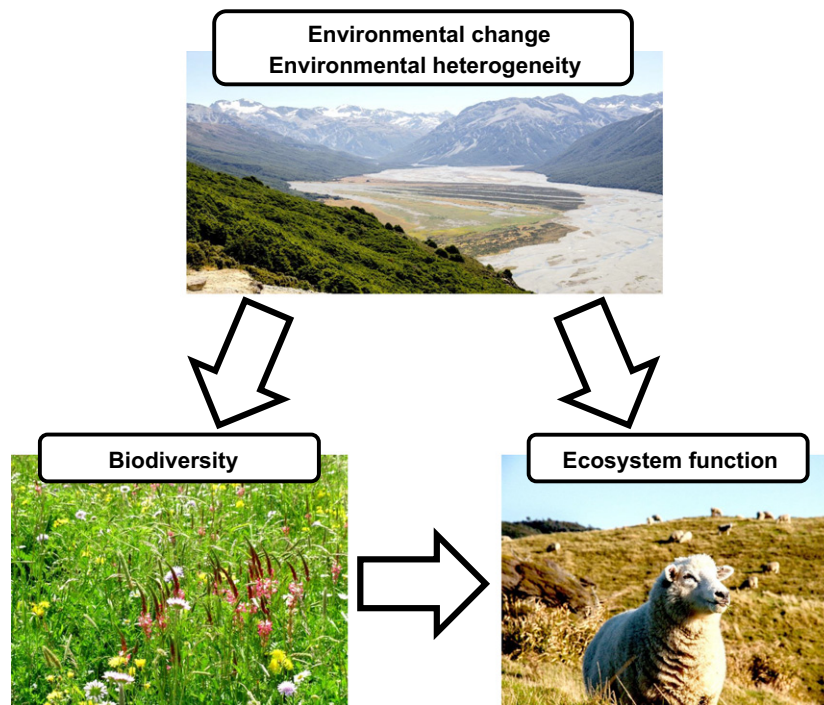 Environmental change
Environmental heterogeneity
Biodiversity
Ecosystem function